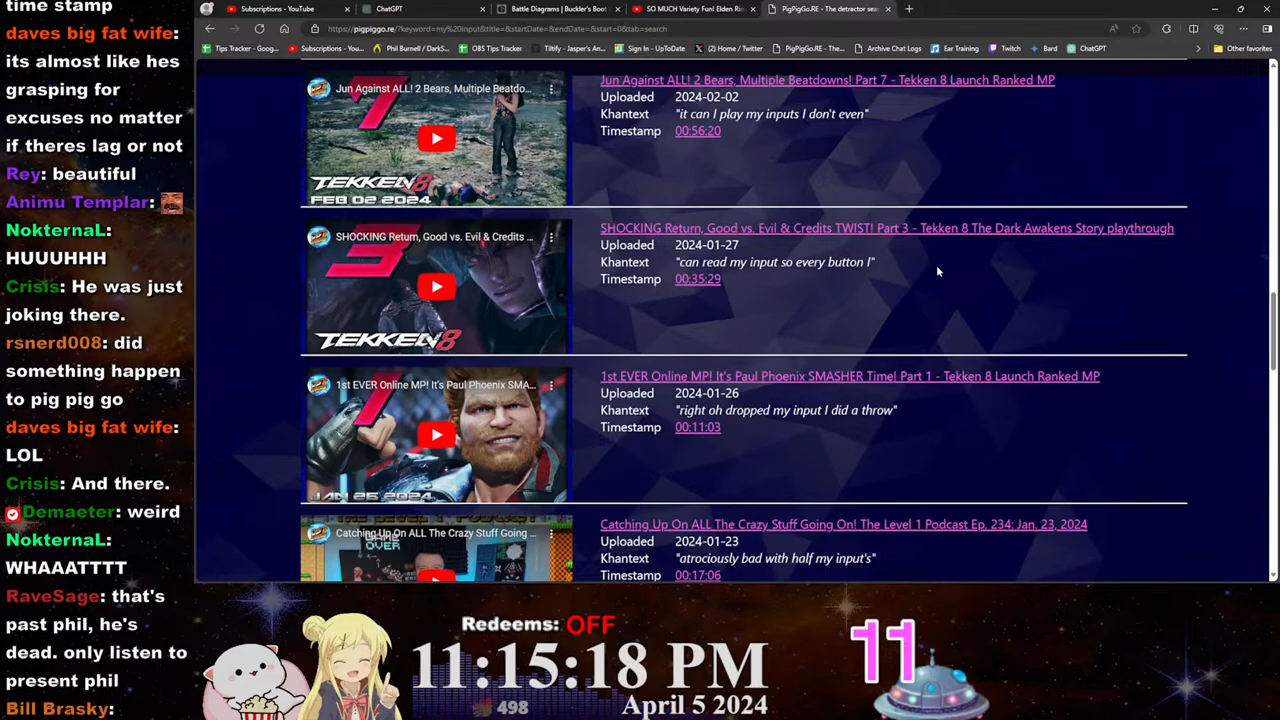 time stamp
daves big fat wife:
its almost like hes
grasping for
excuses no matter
if theres lag or not
Rey: beautiful
Animu Templar:
NokternaL:
HUUUHHH
Crisis: He was just
joking there.
rsnerd008: did
something happen
to pig pig go
daves big fat wife:
LOL
Crisis: And there.
Demaeter: weird
NokternaL:
WHAAATTTT
RaveSage: that's
past phil, he's
dead. only listen to
present phil
Bill Brasky:
Subscriptions - YouTube
ChatGPT
Battle Diagrams | Buckler's Boot
SO MUCH Variety Fun! Elden Rin
PigPigGo.RE - The detractor sea
https://pigpiggo.re/?keyword=my%20input&title=&startDate=&endDate=&start=0&tab=search
Tips Tracker - Goog...
Subscriptions - You...
Phil Burnell / DarkS...
OBS Tips Tracker
Tiltify - Jasper's An...
Sign In - UpToDate
(2) Home / Twitter
PigPigGo.RE - The...
Archive Chat Logs
Ear Training
Twitch
Bard
ChatGPT
Other favorites
Jun Against ALL! 2 Bears, Multiple Beatdo...
7
TEKKEN 8
FEB 02 2024
Jun Against ALL! 2 Bears, Multiple Beatdowns! Part 7 - Tekken 8 Launch Ranked MP
Uploaded 2024-02-02
Khantext "it can I play my inputs I don't even"
Timestamp 00:56:20
SHOCKING Return, Good vs. Evil & Credits ...
3
TEKKEN 8
SHOCKING Return, Good vs. Evil & Credits TWIST! Part 3 - Tekken 8 The Dark Awakens Story playthrough
Uploaded 2024-01-27
Khantext "can read my input so every button I"
Timestamp 00:35:29
1st EVER Online MP! It's Paul Phoenix SMA...
1
JAN 26 2024
1st EVER Online MP! It's Paul Phoenix SMASHER Time! Part 1 - Tekken 8 Launch Ranked MP
Uploaded 2024-01-26
Khantext "right oh dropped my input I did a throw"
Timestamp 00:11:03
Catching Up On ALL The Crazy Stuff Going ...
GAME
OVER
Catching Up On ALL The Crazy Stuff Going On! The Level 1 Podcast Ep. 234: Jan. 23, 2024
Uploaded 2024-01-23
Khantext "atrociously bad with half my input's"
Timestamp 00:17:06
Redeems: OFF
11:15:18 PM
498
April 5 2024
11